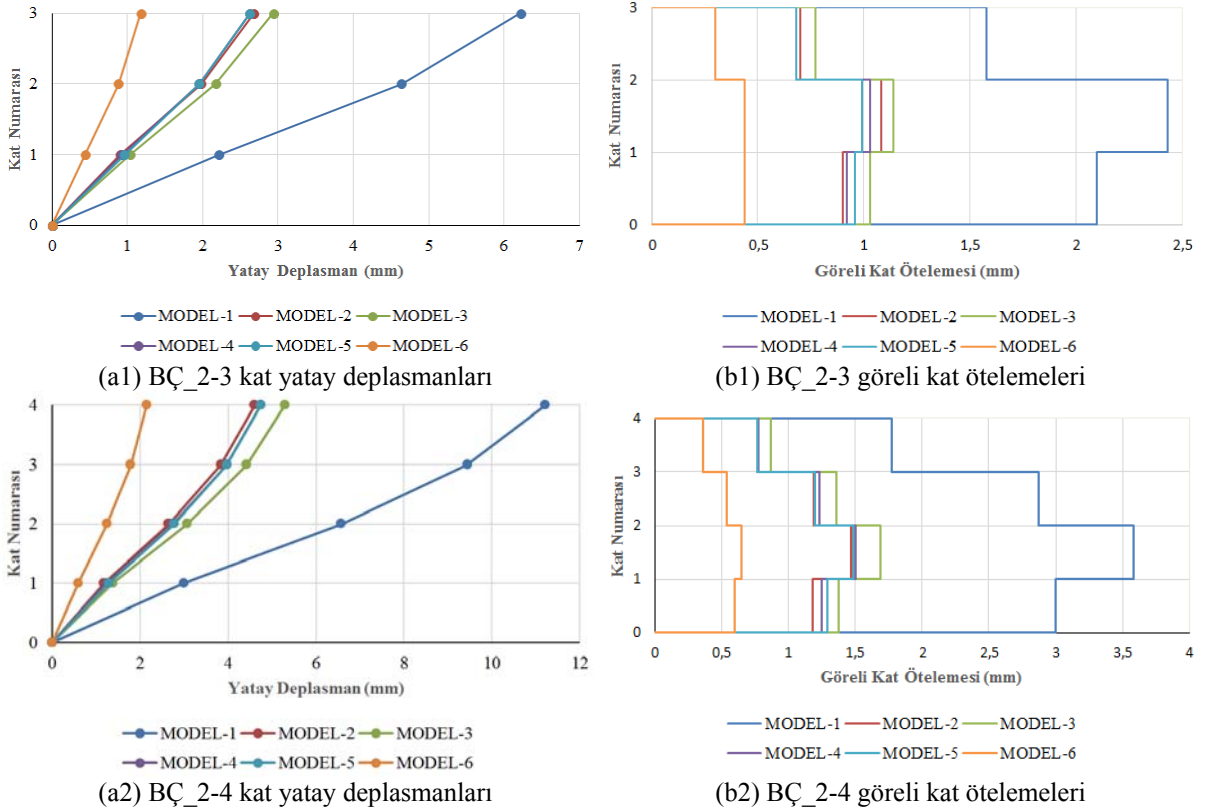 3
2
1
0
Kat Numarası
0 1 2 3 4 5 6 7
Yatay Deplasman (mm)
MODEL-1 MODEL-2 MODEL-3
MODEL-4 MODEL-5 MODEL-6
(a1) BÇ_2-3 kat yatay deplasmanları
3
2
1
0
Kat Numarası
0 0,5 1 1,5 2 2,5
Göreli Kat Ötelemesi (mm)
MODEL-1 MODEL-2 MODEL-3
MODEL-4 MODEL-5 MODEL-6
(b1) BÇ_2-3 göreli kat ötelemeleri
4
3
2
1
0
Kat Numarası
0 2 4 6 8 10 12
Yatay Deplasman (mm)
MODEL-1 MODEL-2 MODEL-3
MODEL-4 MODEL-5 MODEL-6
(a2) BÇ_2-4 kat yatay deplasmanları
4
3
2
1
0
Kat Numarası
0 0,5 1 1,5 2 2,5 3 3,5 4
Göreli Kat Ötelemesi (mm)
MODEL-1 MODEL-2 MODEL-3
MODEL-4 MODEL-5 MODEL-6
(b2) BÇ_2-4 göreli kat ötelemeleri